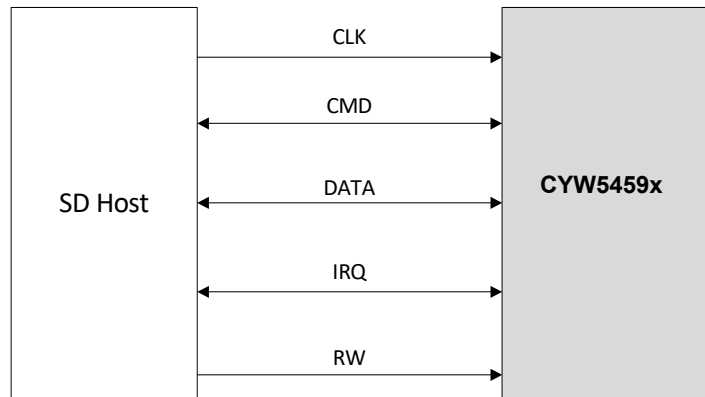 CLK
CMD
SD Host
DATA
CYW5459x
IRQ
RW